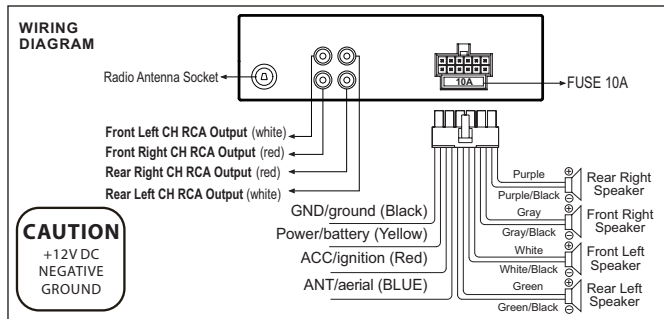 WIRING
DIAGRAM
Radio Antenna Socket
10A
FUSE 10A
Front Left CH RCA Output (white)
Front Right CH RCA Output (red)
Rear Right CH RCA Output (red)
Rear Left CH RCA Output (white)
GND/ground (Black)
Power/battery (Yellow)
ACC/ignition (Red)
ANT/aerial (BLUE)
Purple
Purple/Black
Rear Right
Speaker
Gray
Gray/Black
Front Right
Speaker
White
White/Black
Front Left
Speaker
Green
Green/Black
Rear Left
Speaker
CAUTION
+12V DC
NEGATIVE
GROUND